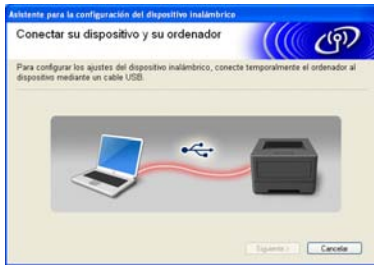 Asistente para la configuración del dispositivo inalámbrico
Conectar su dispositivo y su ordenador
Para configurar los ajustes del dispositivo inalámbrico, conecte temporalmente el ordenador al
dispositivo mediante un cable USB.
Siguiente >
Cancelar